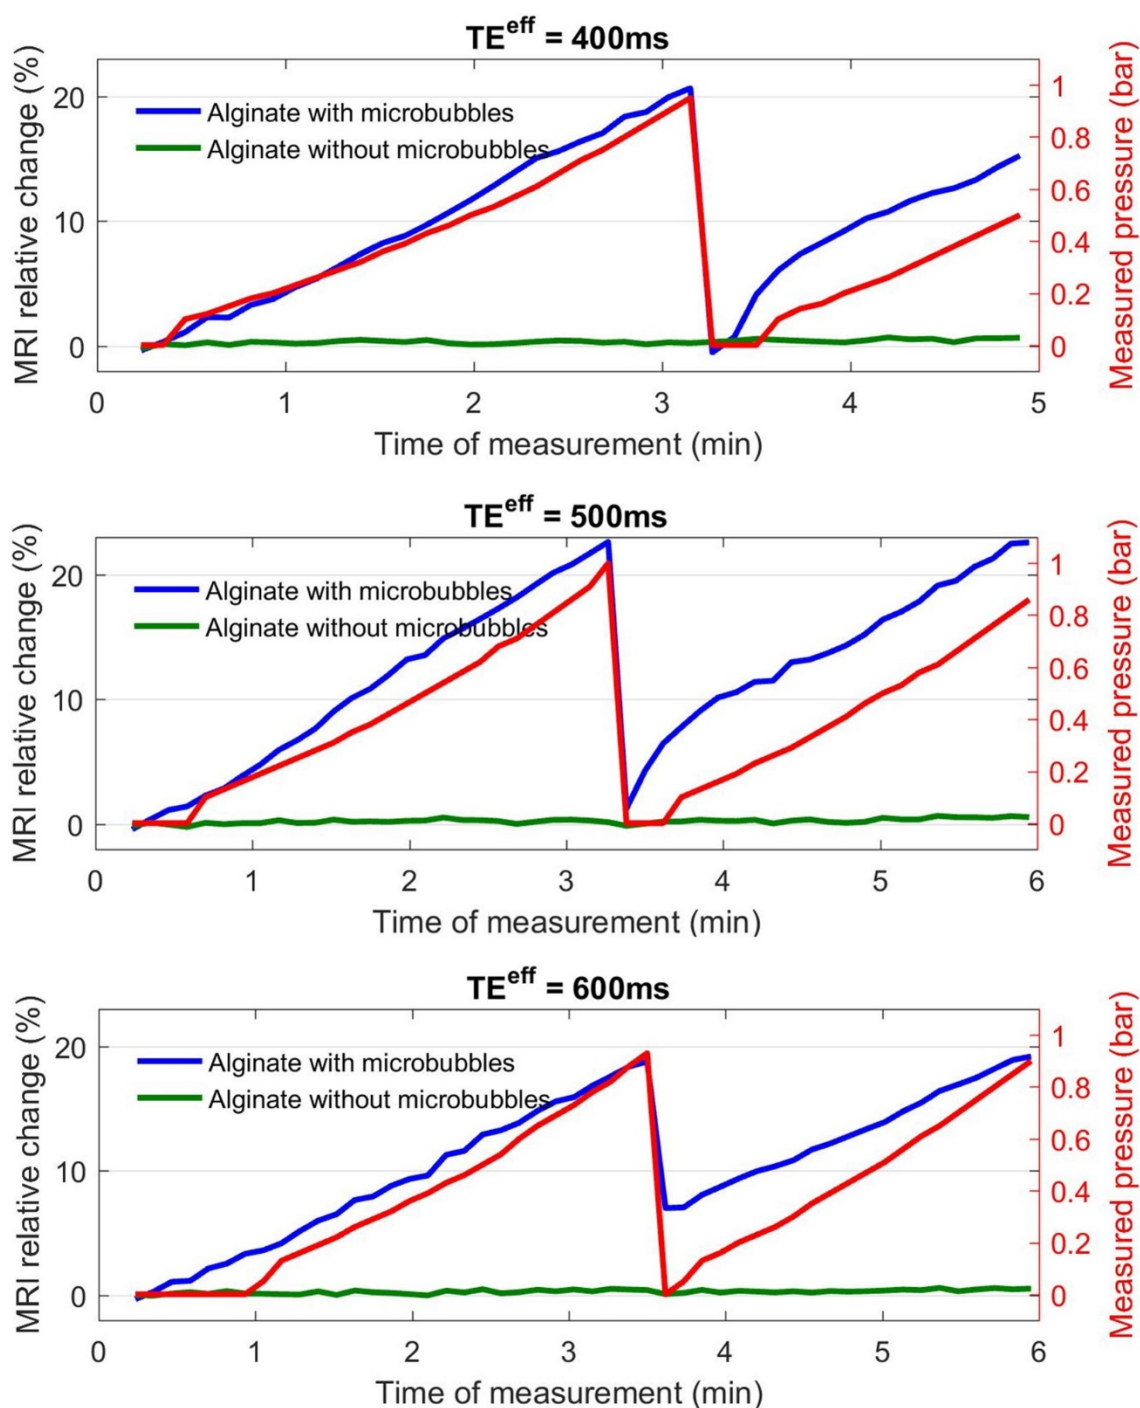 TE^eff = 400ms
MRI relative change (%)
20
10
0
Alginate with microbubbles
Alginate without microbubbles
1
0.8
0.6
0.4
0.2
0
Measured pressure (bar)
0 1 2 3 4 5
Time of measurement (min)
TE^eff = 500ms
MRI relative change (%)
20
10
0
Alginate with microbubbles
Alginate without microbubbles
1
0.8
0.6
0.4
0.2
0
Measured pressure (bar)
0 1 2 3 4 5 6
Time of measurement (min)
TE^eff = 600ms
MRI relative change (%)
20
10
0
Alginate with microbubbles
Alginate without microbubbles
1
0.8
0.6
0.4
0.2
0
Measured pressure (bar)
0 1 2 3 4 5 6
Time of measurement (min)